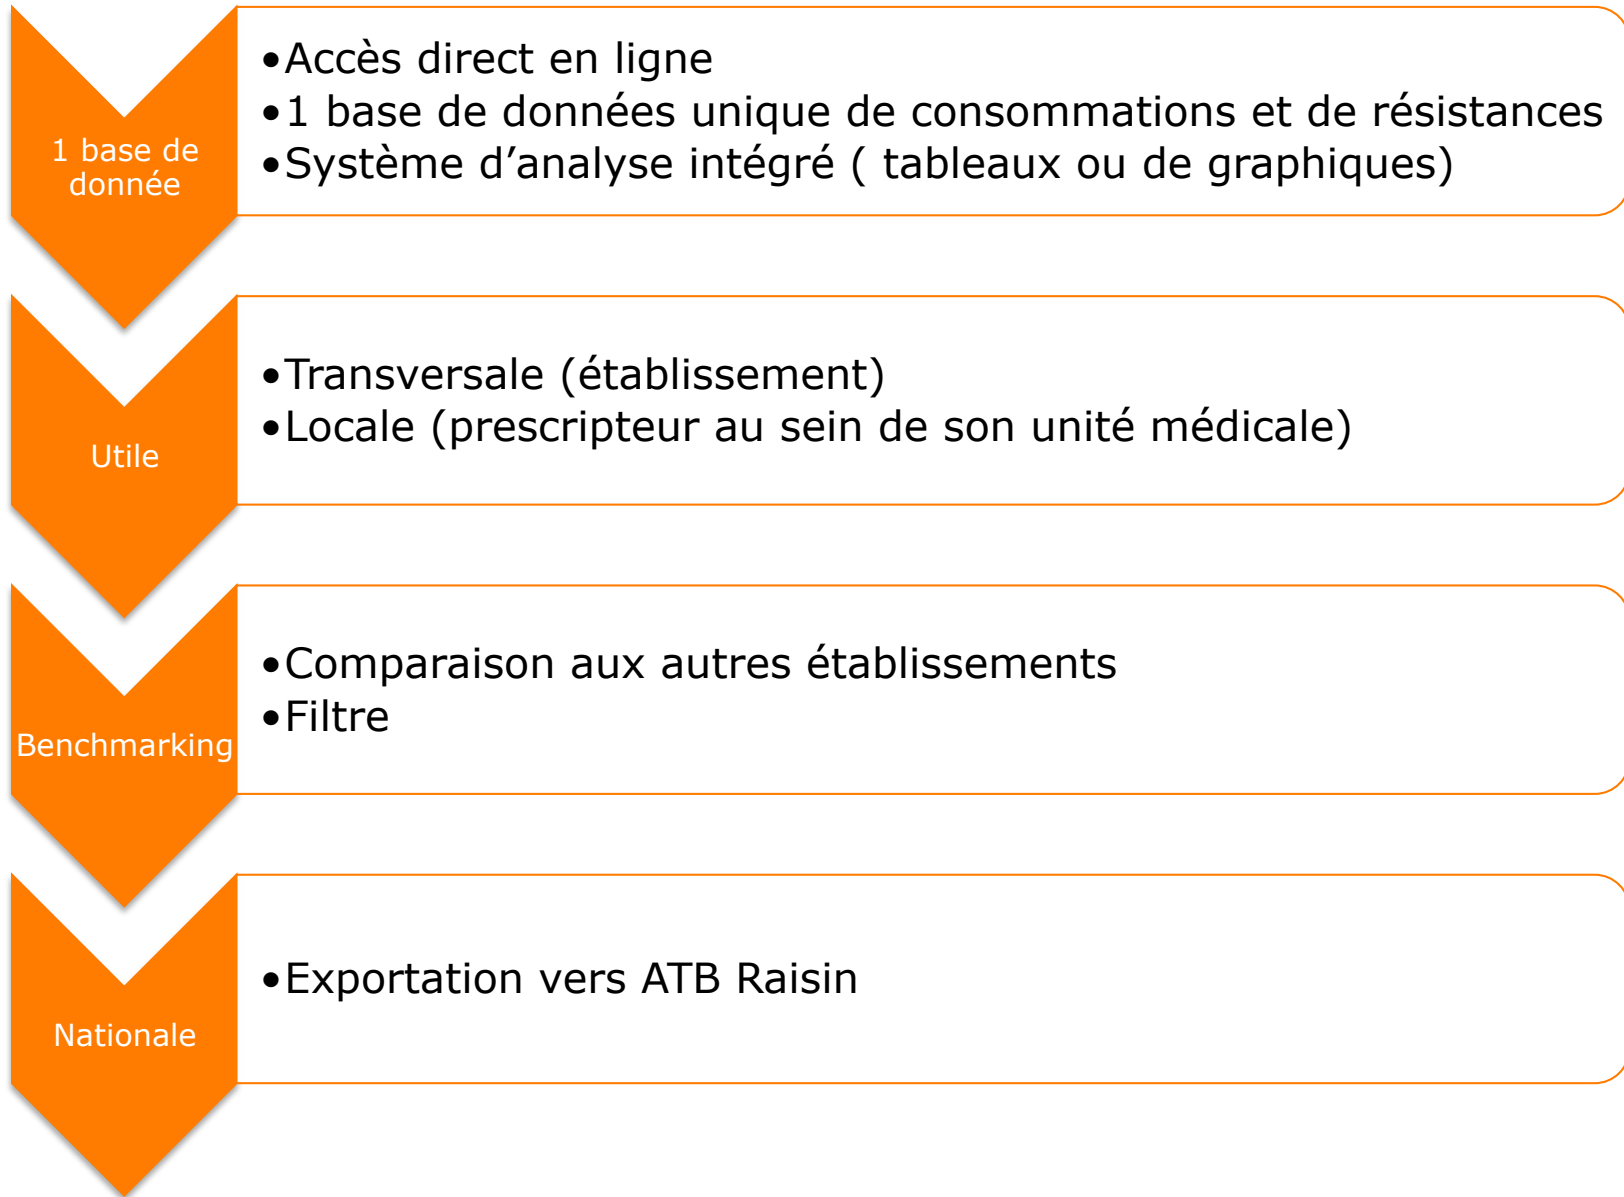 1 base de
donnée
•Accès direct en ligne
•1 base de données unique de consommations et de résistances
•Système d’analyse intégré ( tableaux ou de graphiques)
Utile
•Transversale (établissement)
•Locale (prescripteur au sein de son unité médicale)
Benchmarking
•Comparaison aux autres établissements
•Filtre
Nationale
•Exportation vers ATB Raisin